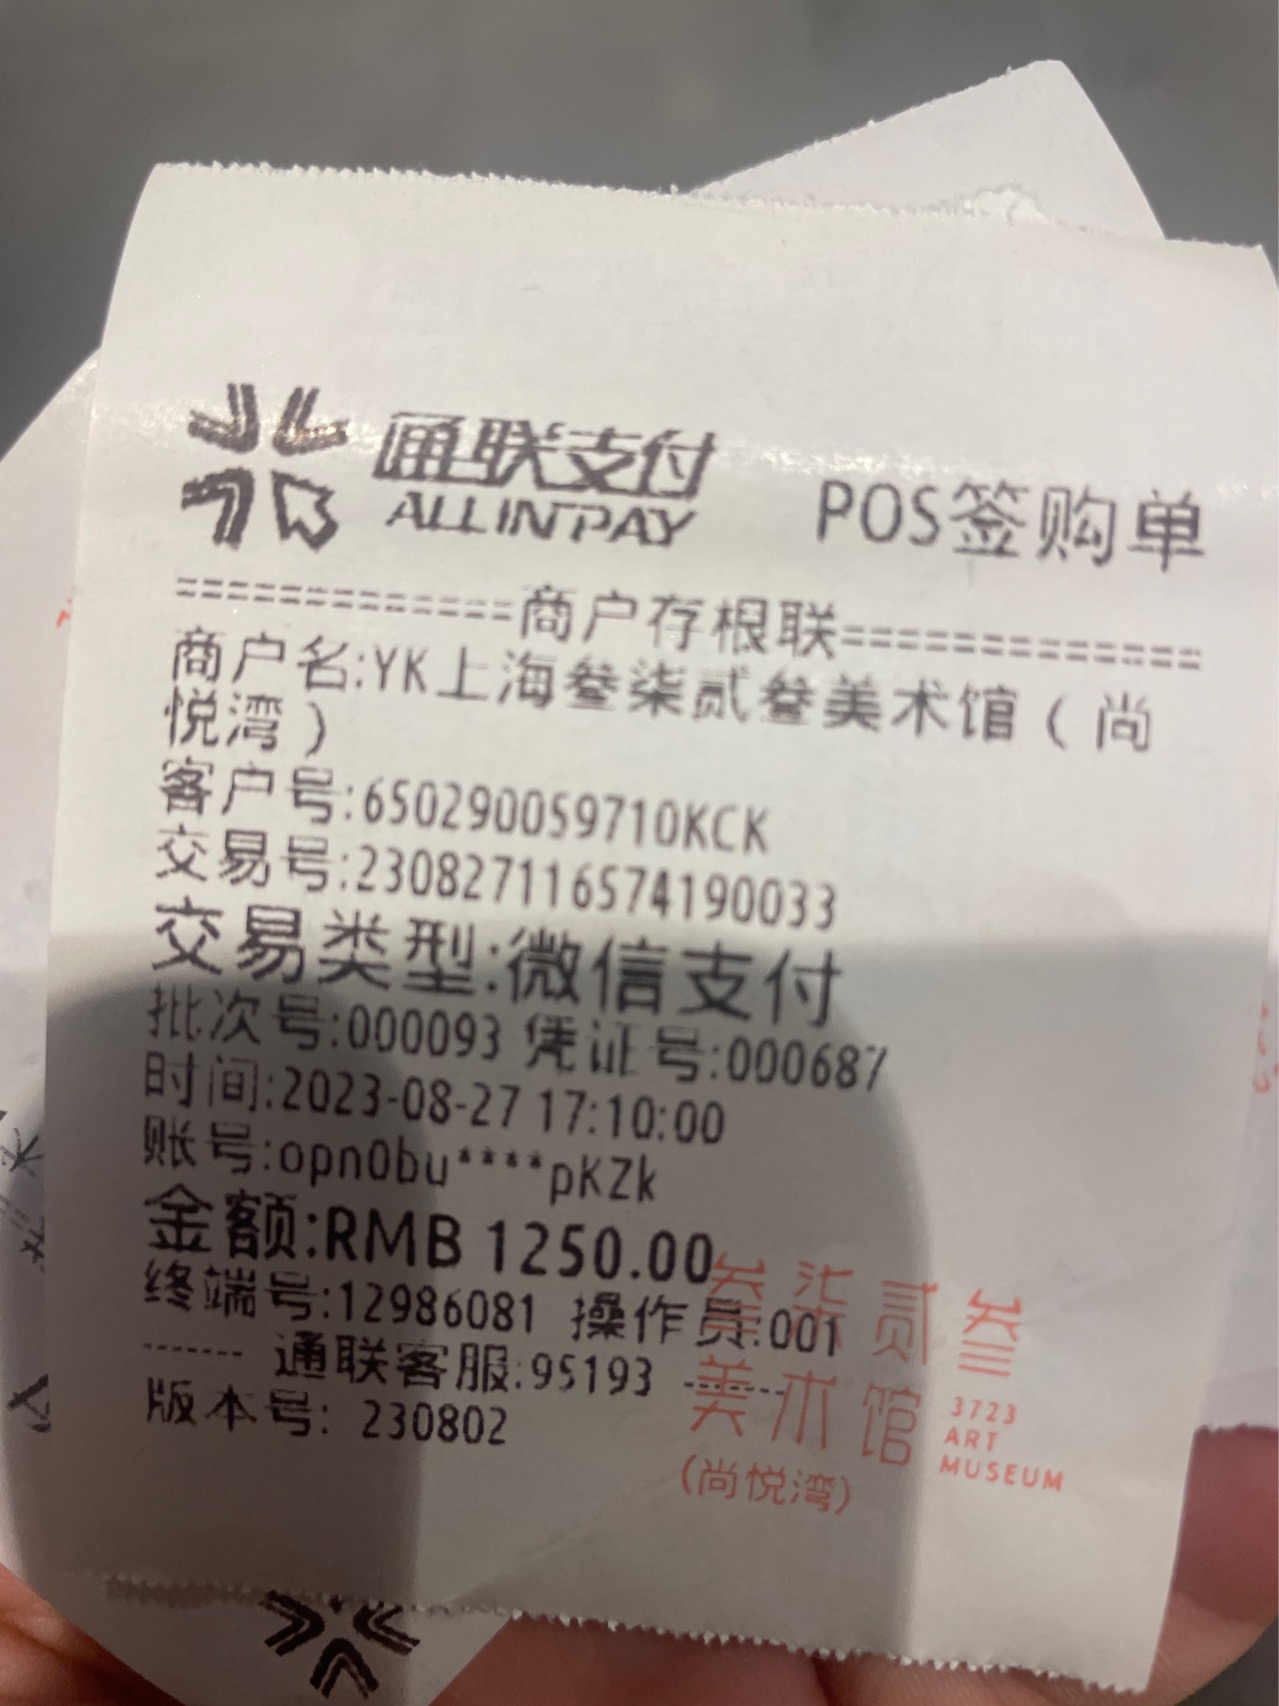 通联支付
ALLINPAY
POS签购单
=============商户存根联==============
商户名:YK上海叁柒贰叁美术馆(尚
悦湾)
客户号:650290059710KCK
交易号:230827116574190033
交易类型:微信支付
批次号:000093 凭证号:000687
时间:2023-08-27 17:10:00
账号:opn0bu****pKZk
金额:RMB 1250.00
终端号:12986081 操作员:001
------- 通联客服:95193 -------
版本号: 230802
叁柒贰叁
美术馆
3723
ART
MUSEUM
(尚悦湾)